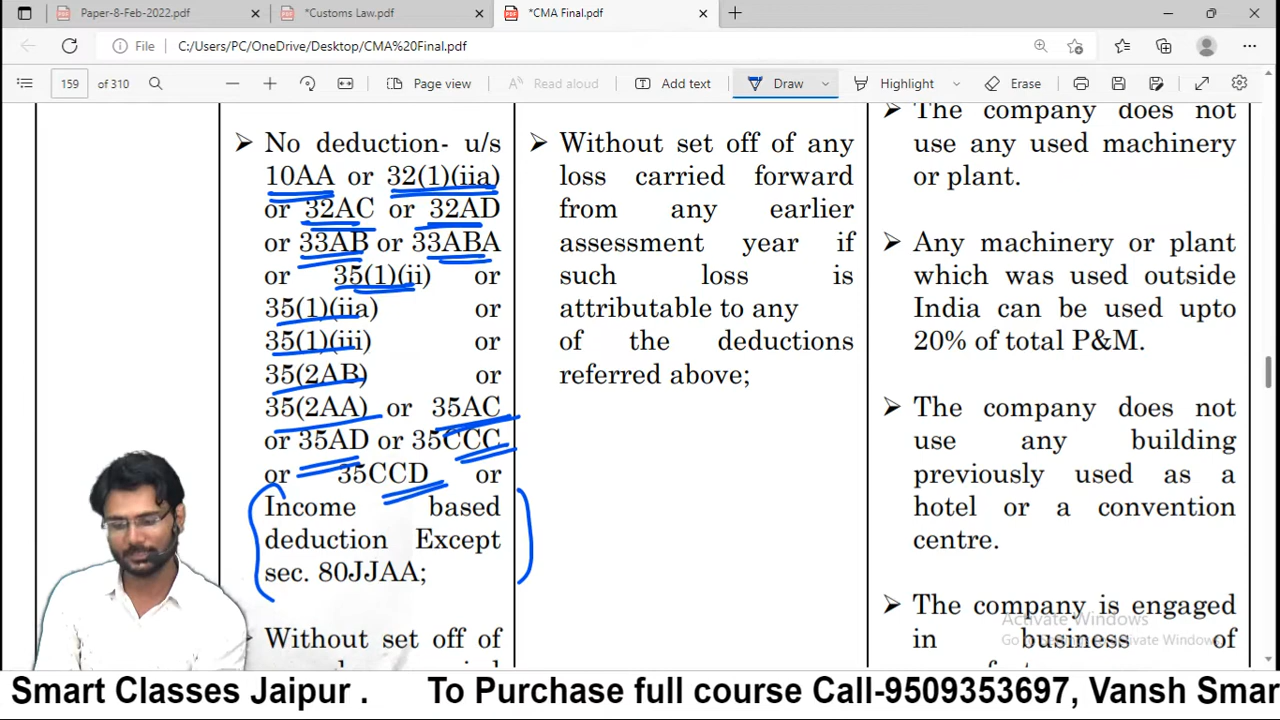 Paper-8-Feb-2022.pdf
*Customs Law.pdf
*CMA Final.pdf
File
C:/Users/PC/OneDrive/Desktop/CMA%20Final.pdf
159 of 310
Page view
Read aloud
Add text
Draw
Highlight
Erase
No deduction- u/s
10AA or 32(1)(iia)
or 32AC or 32AD
or 33AB or 33ABA
or 35(1)(ii) or
35(1)(iia) or
35(1)(iii) or
35(2AB) or
35(2AA) or 35AC
or 35AD or 35CCC
or 35CCD or
Income based
deduction Except
sec. 80JJAA;
Without set off of
Without set off of any
loss carried forward
from any earlier
assessment year if
such loss is
attributable to any
of the deductions
referred above;
The company does not
use any used machinery
or plant.
Any machinery or plant
which was used outside
India can be used upto
20% of total P&M.
The company does not
use any building
previously used as a
hotel or a convention
centre.
The company is engaged
in business of
Activate Windows
Smart Classes Jaipur . To Purchase full course Call-9509353697, Vansh Smar